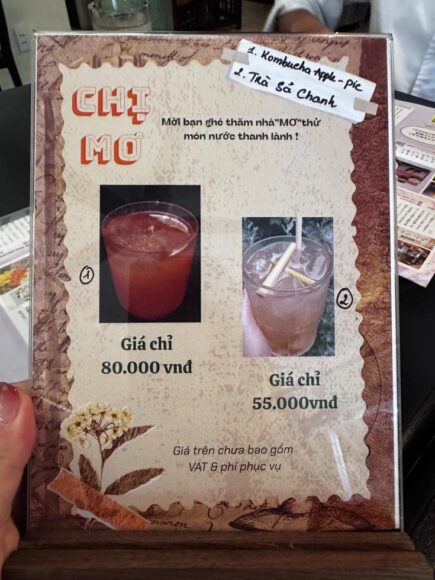 1. Kombucha Apple-pie
2. Trà Sả Chanh
CHỊ
MƠ
Mời bạn ghé thăm nhà"MƠ"thử
món nước thanh lành !
1
2
Giá chỉ
80.000 vnđ
Giá chỉ
55.000vnđ
Giá trên chưa bao gồm
VAT & phí phục vụ